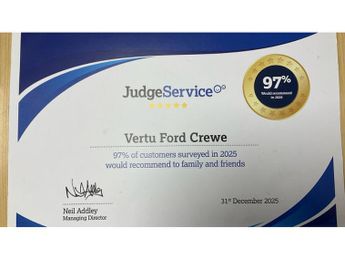 JudgeService
97%
Would recommend
in 2025
Vertu Ford Crewe
97% of customers surveyed in 2025
would recommend to family and friends
Neil Addley
Managing Director
31st December 2025